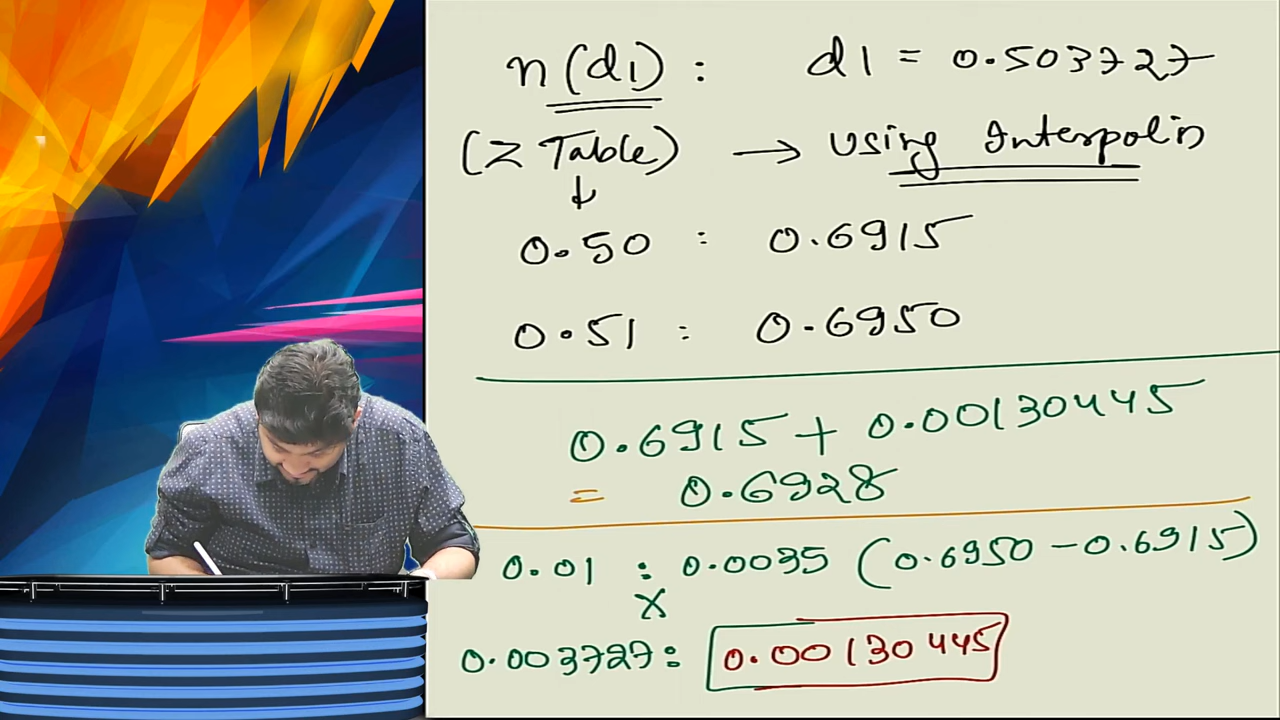 n(d1) : d1 = 0.503727
(Z Table) → Using Interpolin
↓
0.50 : 0.6915
0.51 : 0.6950
0.6915 + 0.00130445
= 0.6928
0.01 : 0.0035 (0.6950 - 0.6915)
X
0.003727 : 0.00130445